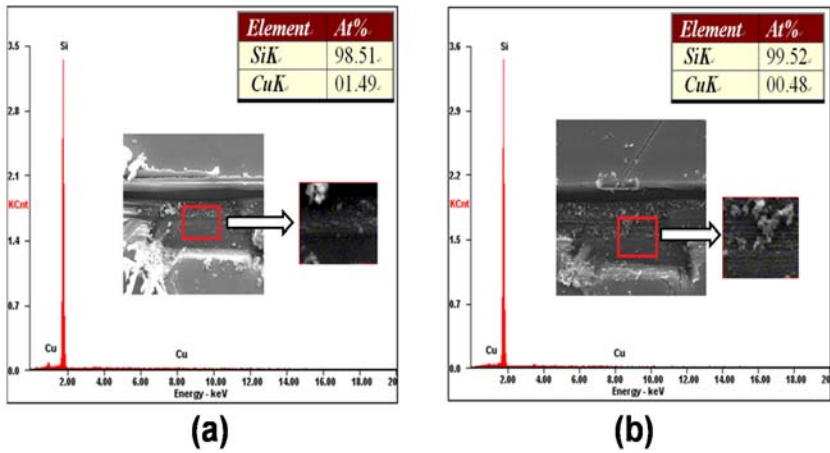 Element At%
SiK 98.51
CuK 01.49
Si
3.5
2.8
2.1
KCnt
1.4
0.7
0.0
Cu
Cu
2.00 4.00 6.00 8.00 10.00 12.00 14.00 16.00 18.00 20
Energy - keV
(a)
Element At%
SiK 99.52
CuK 00.48
Si
3.6
2.9
2.2
KCnt
1.5
0.7
0.0
Cu
Cu
2.00 4.00 6.00 8.00 10.00 12.00 14.00 16.00 18.00 20
Energy - keV
(b)